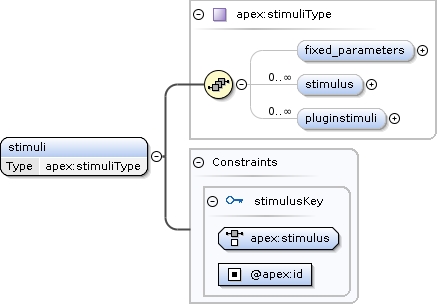 apex:stimuliType
fixed_parameters
0..∞
stimulus
0..∞
pluginstimuli
stimuli
Type apex:stimuliType
Constraints
stimulusKey
apex:stimulus
@apex:id